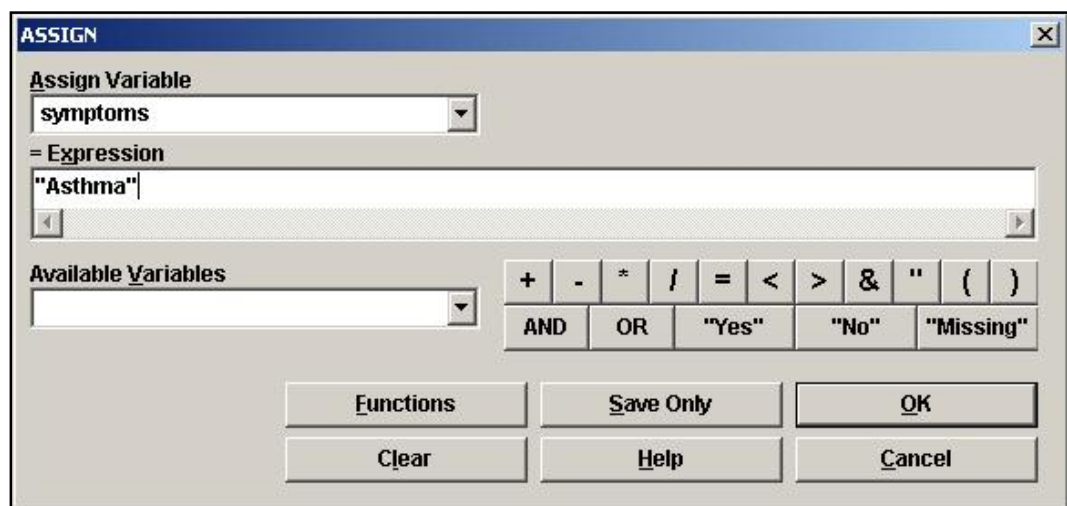 ASSIGN
Assign Variable
symptoms
= Expression
"Asthma"
Available Variables
+ - * / = < > & " ( )
AND OR "Yes" "No" "Missing"
Functions Save Only OK
Clear Help Cancel